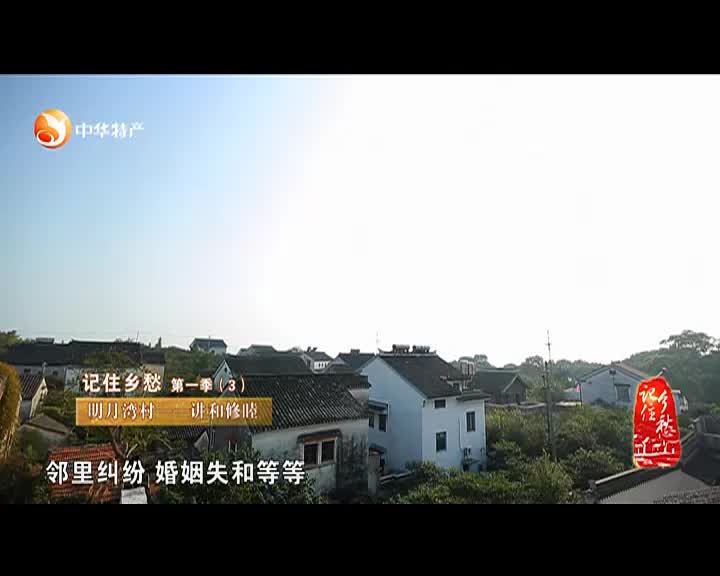 中华特产
记住乡愁 第一季(3)
明月湾村——讲和修睦
记住乡愁
邻里纠纷 婚姻失和等等